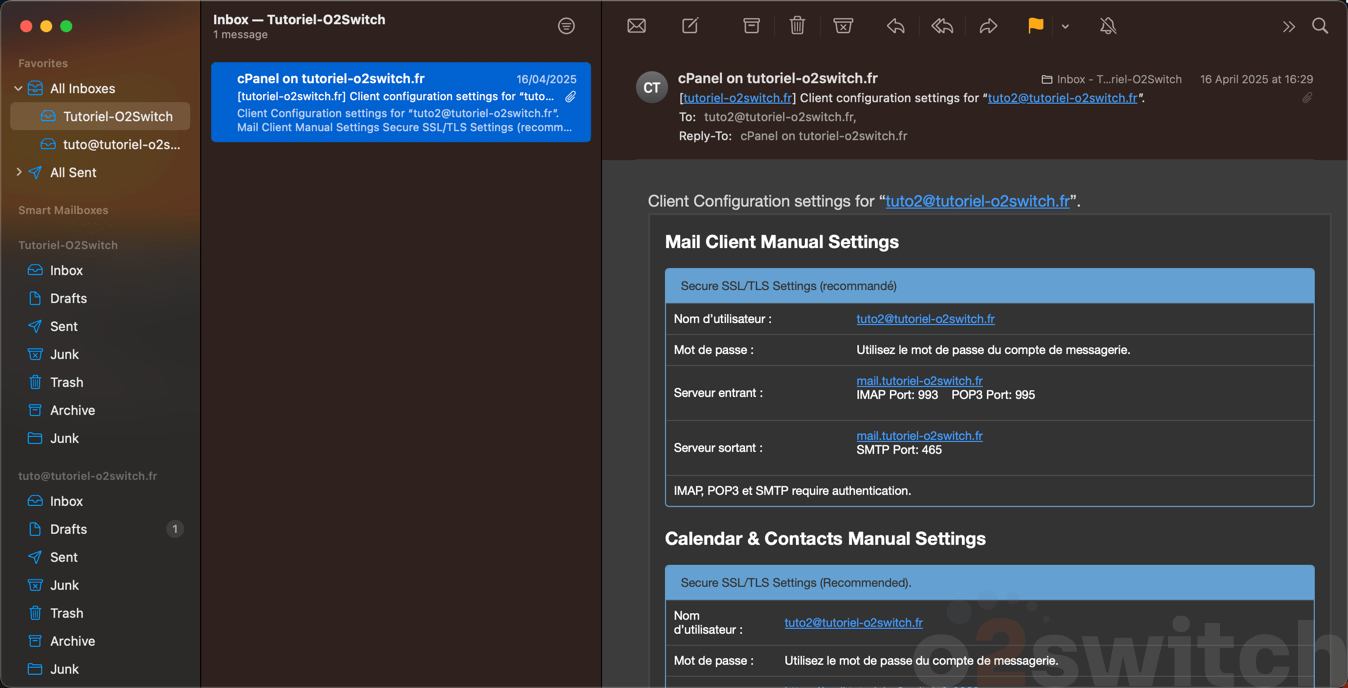 Inbox — Tutoriel-O2Switch
1 message
Favorites
All Inboxes
Tutoriel-O2Switch
tuto@tutoriel-o2s...
All Sent
Smart Mailboxes
Tutoriel-O2Switch
Inbox
Drafts
Sent
Junk
Trash
Archive
Junk
tuto@tutoriel-o2switch.fr
Inbox
Drafts 1
Sent
Junk
Trash
Archive
Junk
cPanel on tutoriel-o2switch.fr 16/04/2025
[tutoriel-o2switch.fr] Client configuration settings for “tuto...
Client Configuration settings for “tuto2@tutoriel-o2switch.fr”.
Mail Client Manual Settings Secure SSL/TLS Settings (recomm...
CT
cPanel on tutoriel-o2switch.fr
Inbox - T...riel-O2Switch 16 April 2025 at 16:29
[tutoriel-o2switch.fr] Client configuration settings for “tuto2@tutoriel-o2switch.fr”.
To: tuto2@tutoriel-o2switch.fr,
Reply-To: cPanel on tutoriel-o2switch.fr
Client Configuration settings for “tuto2@tutoriel-o2switch.fr”.
Mail Client Manual Settings
Secure SSL/TLS Settings (recommandé)
Nom d’utilisateur : tuto2@tutoriel-o2switch.fr
Mot de passe : Utilisez le mot de passe du compte de messagerie.
Serveur entrant : mail.tutoriel-o2switch.fr
IMAP Port: 993 POP3 Port: 995
Serveur sortant : mail.tutoriel-o2switch.fr
SMTP Port: 465
IMAP, POP3 et SMTP require authentication.
Calendar & Contacts Manual Settings
Secure SSL/TLS Settings (Recommended).
Nom
d’utilisateur : tuto2@tutoriel-o2switch.fr
Mot de passe : Utilisez le mot de passe du compte de messagerie.
o2switch